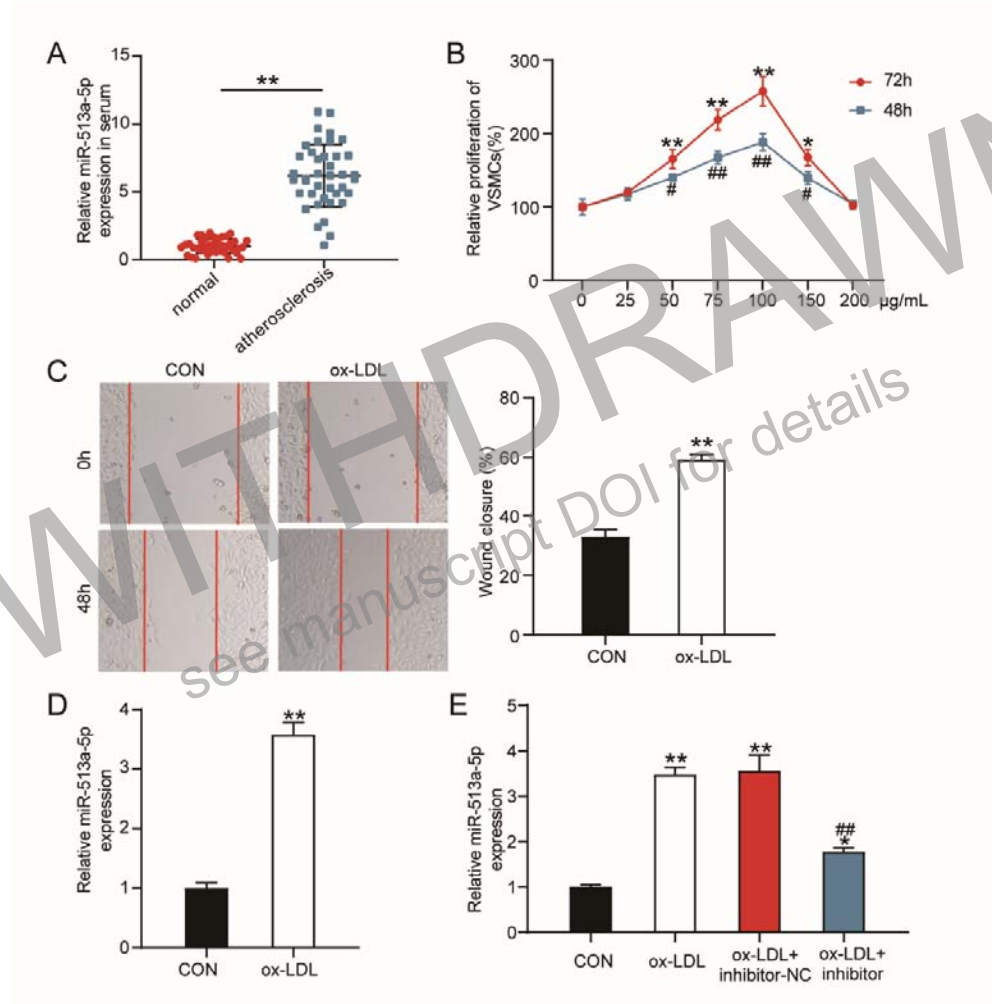 A
Relative miR-513a-5p
expression in serum
15
10
5
0
**
normal
atherosclerosis
B
Relative proliferation of
VSMCs(%)
300
200
100
0
** ** ** *
# ## ## #
72h
48h
0 25 50 75 100 150 200 µg/mL
C
CON ox-LDL
0h
48h
Wound closure (%)
80
60
40
20
0
**
CON ox-LDL
D
Relative miR-513a-5p
expression
4
3
2
1
0
**
CON ox-LDL
E
Relative miR-513a-5p
expression
5
4
3
2
1
0
** **
##
*
CON ox-LDL ox-LDL+ ox-LDL+
inhibitor-NC inhibitor
WITHDRAWN
see manuscript DOI for details